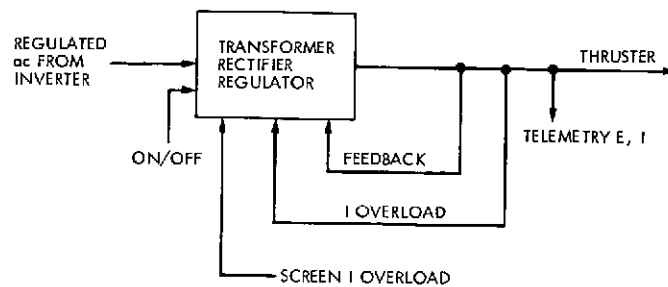 REGULATED
ac FROM
INVERTER
TRANSFORMER
RECTIFIER
REGULATOR
THRUSTER
ON/OFF
FEEDBACK
TELEMETRY E, I
I OVERLOAD
SCREEN I OVERLOAD